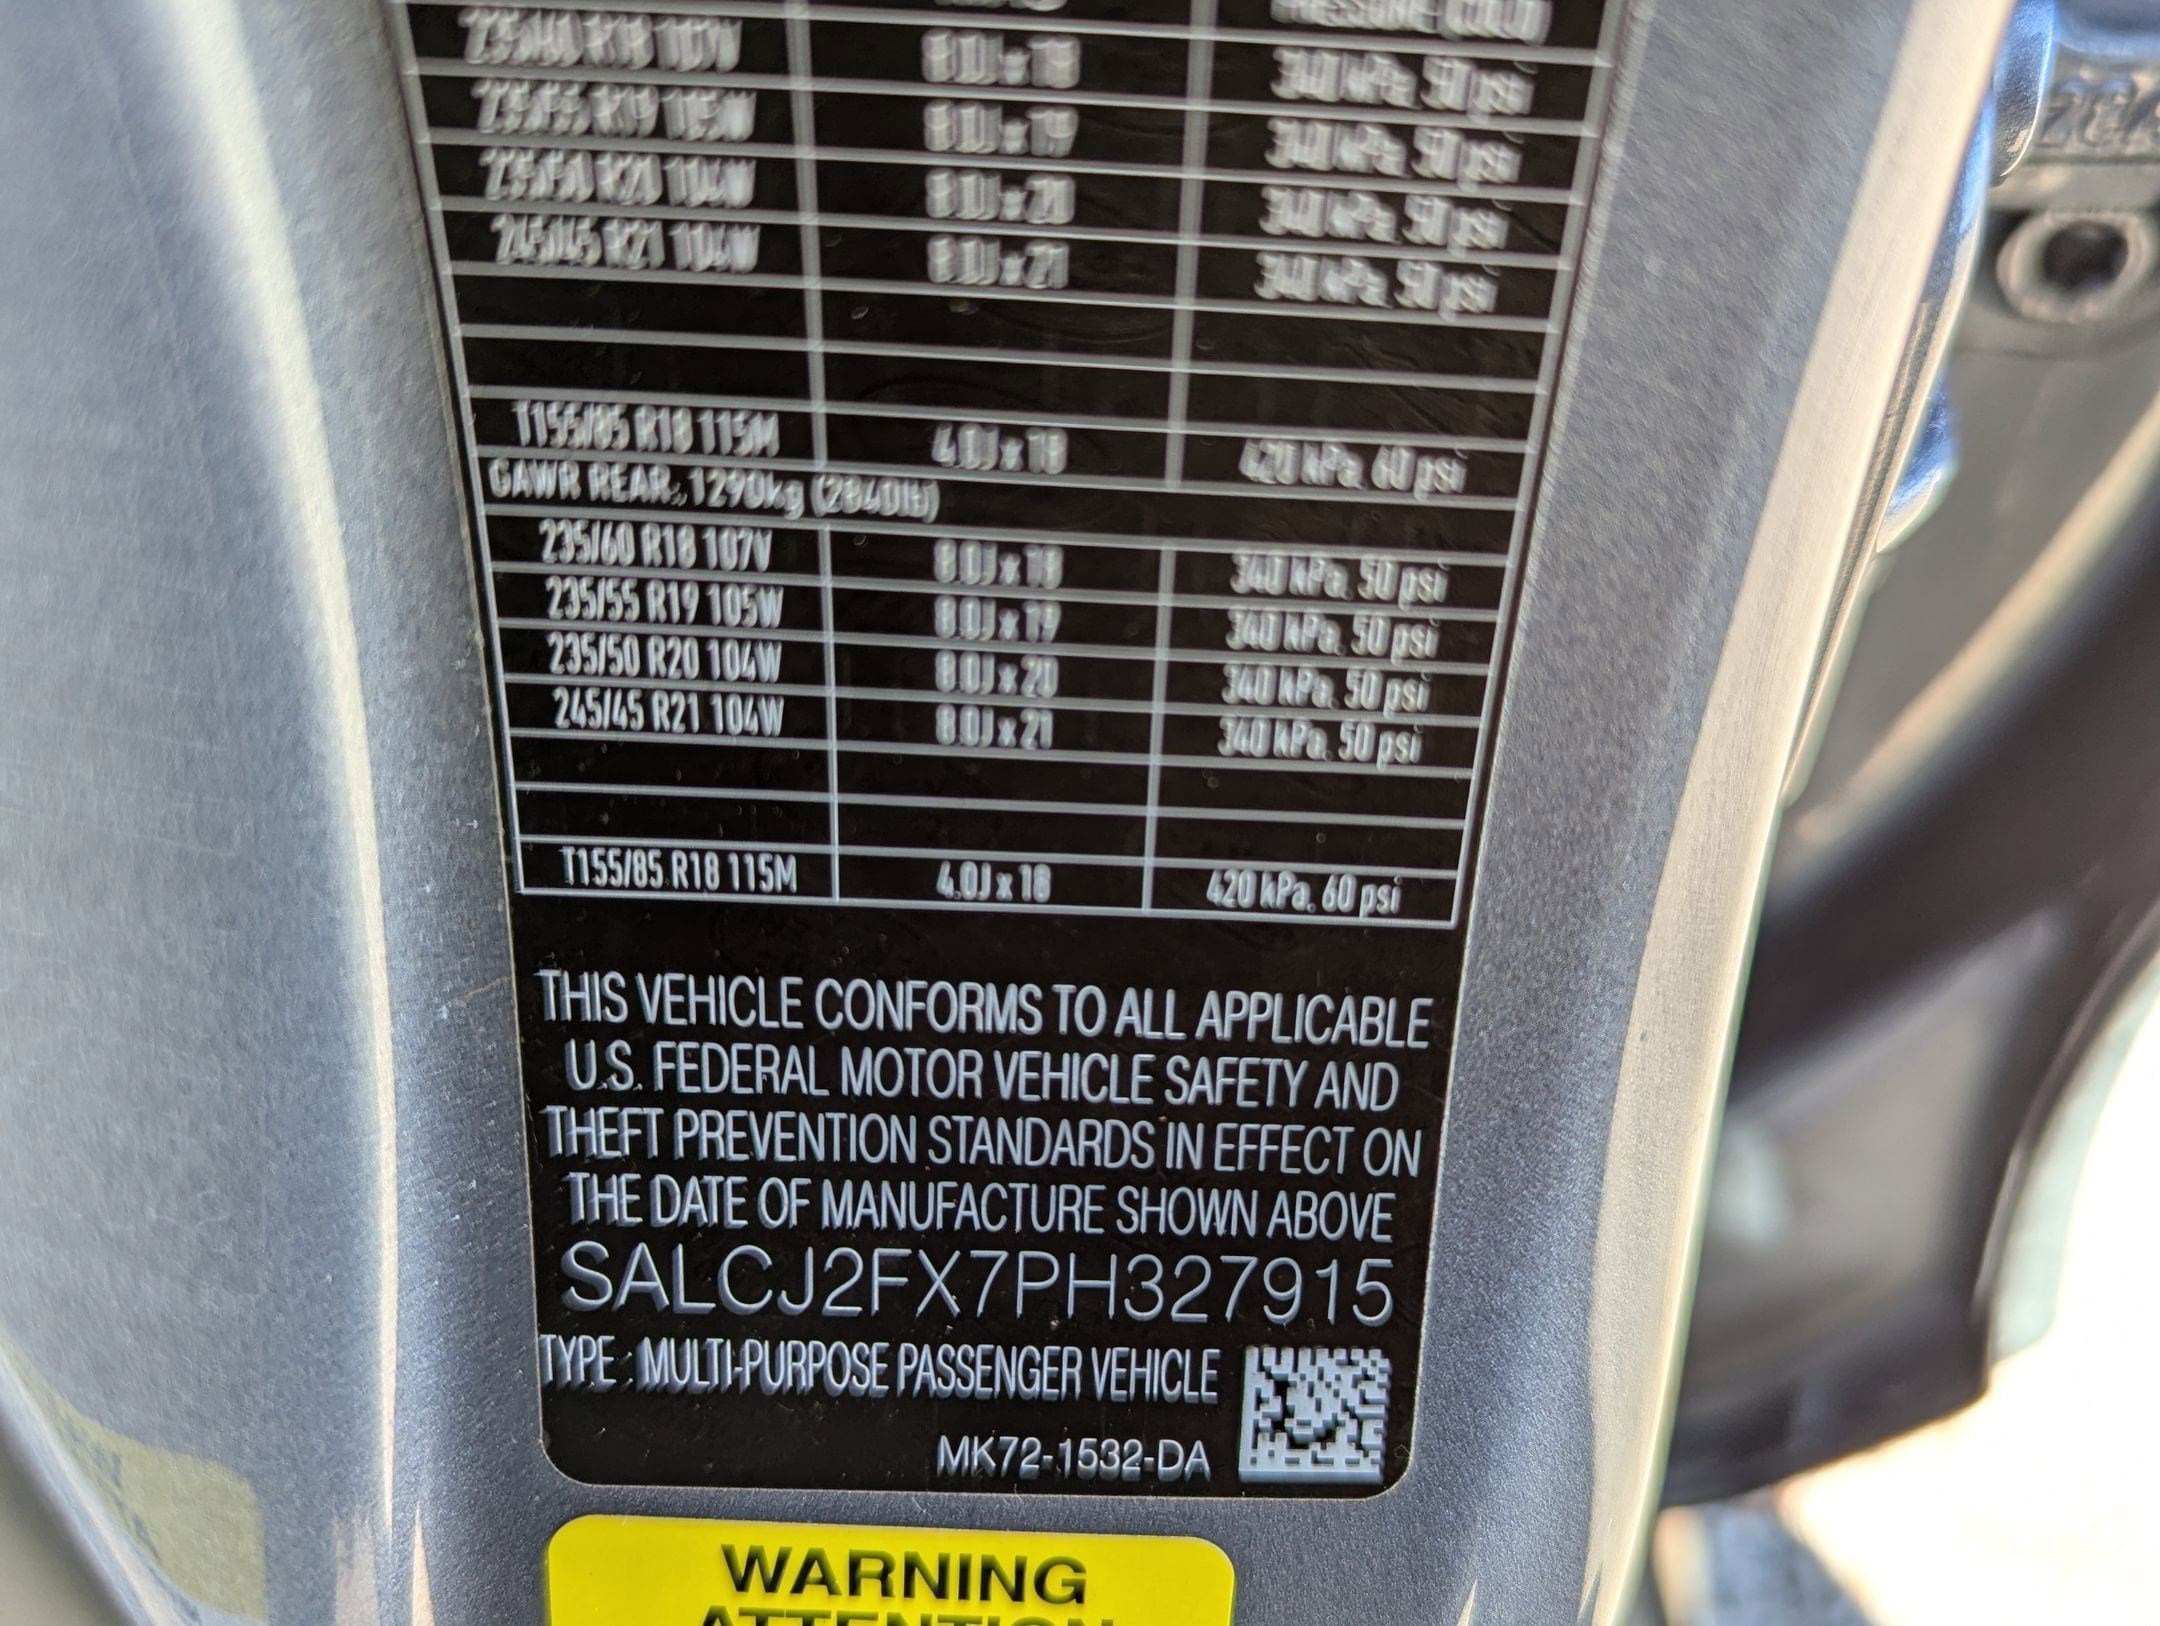 PRESSURE (COLD)
235/60 R18 107V 8.0J x 18 340 kPa, 50 psi
235/55 R19 105W 8.0J x 19 340 kPa, 50 psi
235/50 R20 104W 8.0J x 20 340 kPa, 50 psi
245/45 R21 104W 8.0J x 21 340 kPa, 50 psi
T155/85 R18 115M 4.0J x 18 420 kPa, 60 psi
GAWR REAR: 1290kg (2840lb)
235/60 R18 107V 8.0J x 18 340 kPa, 50 psi
235/55 R19 105W 8.0J x 19 340 kPa, 50 psi
235/50 R20 104W 8.0J x 20 340 kPa, 50 psi
245/45 R21 104W 8.0J x 21 340 kPa, 50 psi
T155/85 R18 115M 4.0J x 18 420 kPa, 60 psi
THIS VEHICLE CONFORMS TO ALL APPLICABLE
U.S. FEDERAL MOTOR VEHICLE SAFETY AND
THEFT PREVENTION STANDARDS IN EFFECT ON
THE DATE OF MANUFACTURE SHOWN ABOVE
SALCJ2FX7PH327915
TYPE : MULTI-PURPOSE PASSENGER VEHICLE
MK72-1532-DA
WARNING
ATTENTION